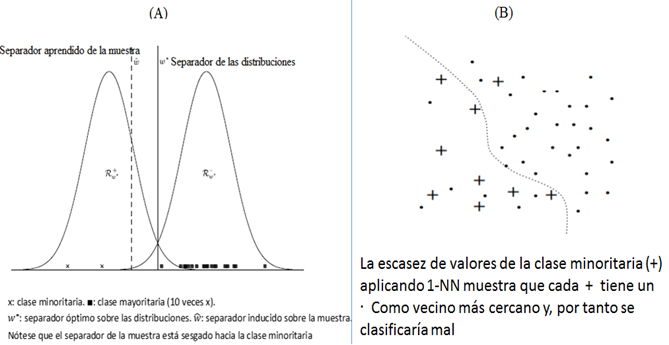 (A)
Separador aprendido de la muestra
ŵ
w* Separador de las distribuciones
x: clase minoritaria. ■: clase mayoritaria (10 veces x).
w*: separador óptimo sobre las distribuciones. ŵ: separador inducido sobre la muestra.
Nótese que el separador de la muestra está sesgado hacia la clase minoritaria
(B)
La escasez de valores de la clase minoritaria (+)
aplicando 1-NN muestra que cada + tiene un
· Como vecino más cercano y, por tanto se
clasificaría mal